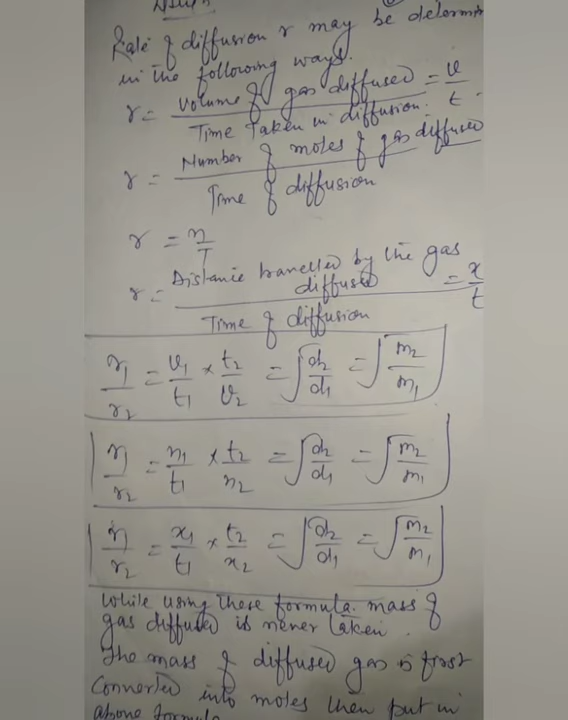 Rate of diffusion r may be determin
in the following ways.
r = Volume of gas diffused / Time Taken in diffusion. = v/t.
r = Number of moles of gas diffused / Time of diffusion
r = n/T
r = Distance travelled by the gas diffused / Time of diffusion = x/t
r1/r2 = v1/t1 × t2/v2 = √d2/d1 = √m2/m1
r1/r2 = n1/t1 × t2/n2 = √d2/d1 = √m2/m1
r1/r2 = x1/t1 × t2/x2 = √d2/d1 = √m2/m1
While using these formula. mass of
gas diffused is never taken.
The mass of diffused gas is first
Converted into moles then put in
above formula